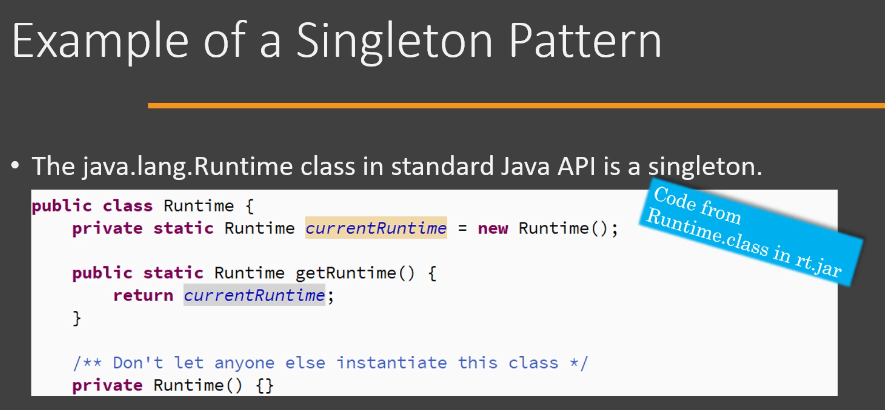 Example of a Singleton Pattern
• The java.lang.Runtime class in standard Java API is a singleton.
Code from
Runtime.class in rt.jar
public class Runtime {
    private static Runtime currentRuntime = new Runtime();

    public static Runtime getRuntime() {
        return currentRuntime;
    }

    /** Don't let anyone else instantiate this class */
    private Runtime() {}